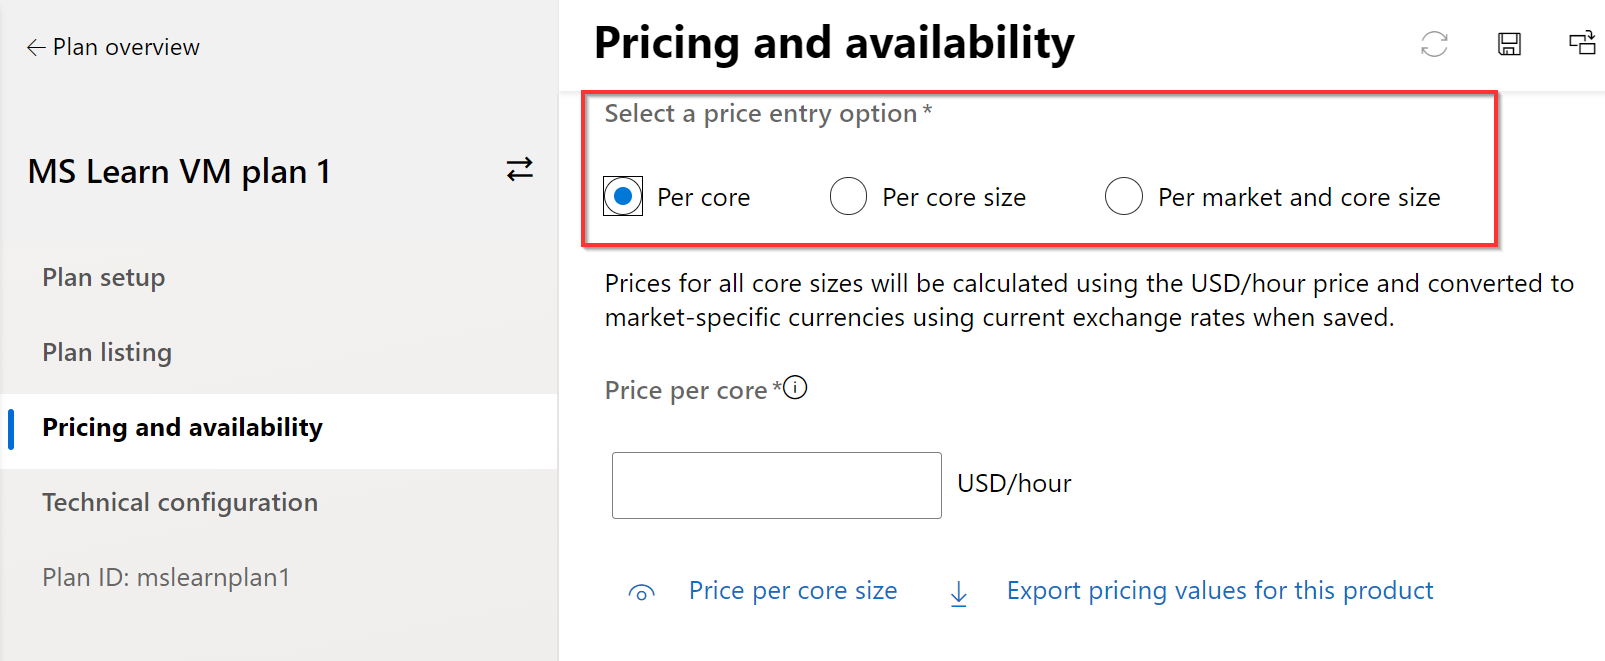 Plan overview
MS Learn VM plan 1
Plan setup
Plan listing
Pricing and availability
Technical configuration
Plan ID: mslearnplan1
Pricing and availability
Select a price entry option *
Per core
Per core size
Per market and core size
Prices for all core sizes will be calculated using the USD/hour price and converted to
market-specific currencies using current exchange rates when saved.
Price per core *
USD/hour
Price per core size
Export pricing values for this product